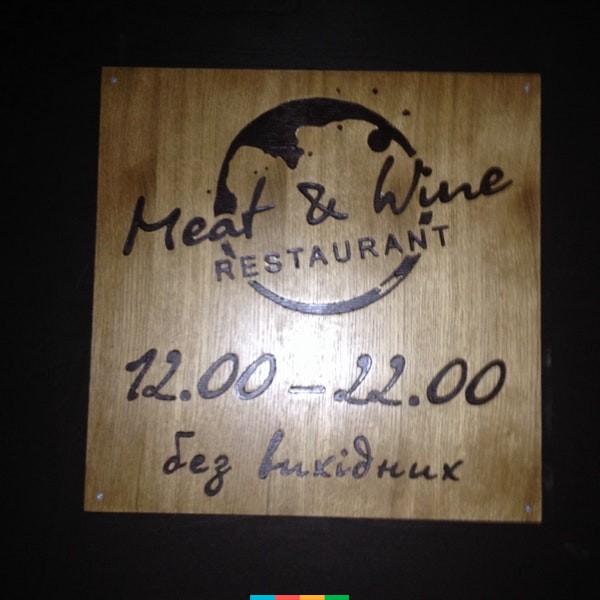 Meat & Wine
RESTAURANT
12.00 – 22.00
без вихідних